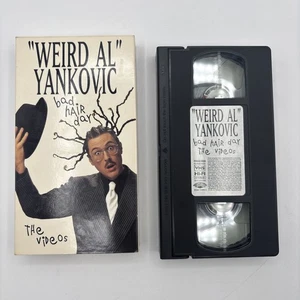 "WEIRD AL"
YANKOVIC
bad hair
day
the
videos
"WEIRD AL"
YANKOVIC
bad hair day
the videos